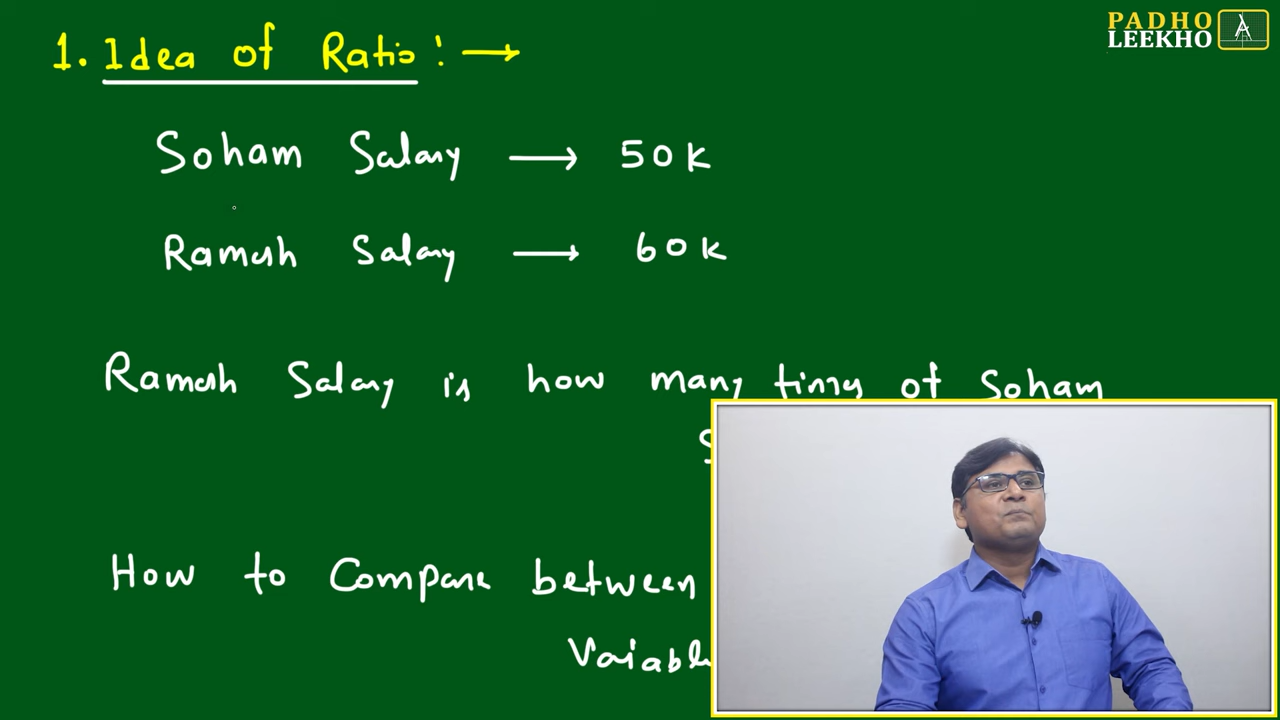 PADHO
LEEKHO
1. Idea of Ratio : →
Soham Salary → 50K
Ramesh Salary → 60K
Ramesh Salary is how many times of Soham
How to Compare between